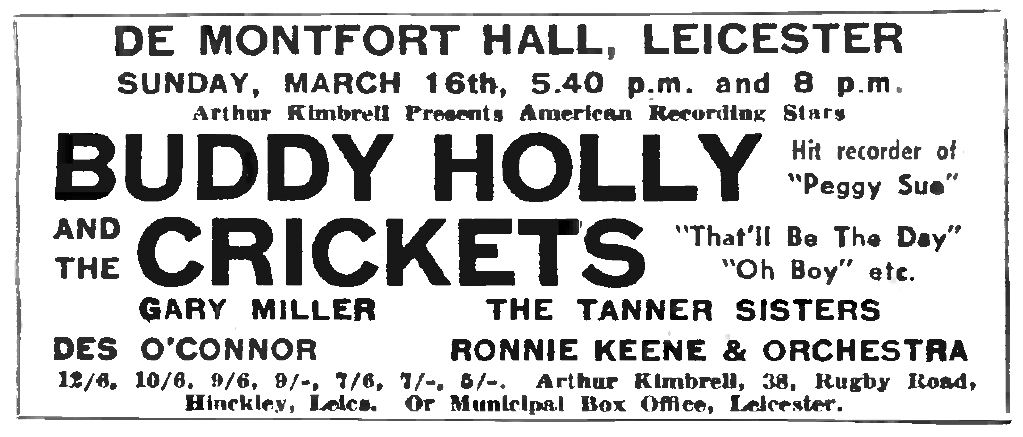 DE MONTFORT HALL, LEICESTER
SUNDAY, MARCH 16th, 5.40 p.m. and 8 p.m.
Arthur Kimbrell Presents American Recording Stars
BUDDY HOLLY
Hit recorder of
"Peggy Sue"
AND THE
CRICKETS
"That'll Be The Day"
"Oh Boy" etc.
GARY MILLER THE TANNER SISTERS
DES O'CONNOR RONNIE KEENE & ORCHESTRA
12/6, 10/6, 9/6, 9/-, 7/6, 7/-, 5/-. Arthur Kimbrell, 38, Rugby Road,
Hinckley, Leics. Or Municipal Box Office, Leicester.